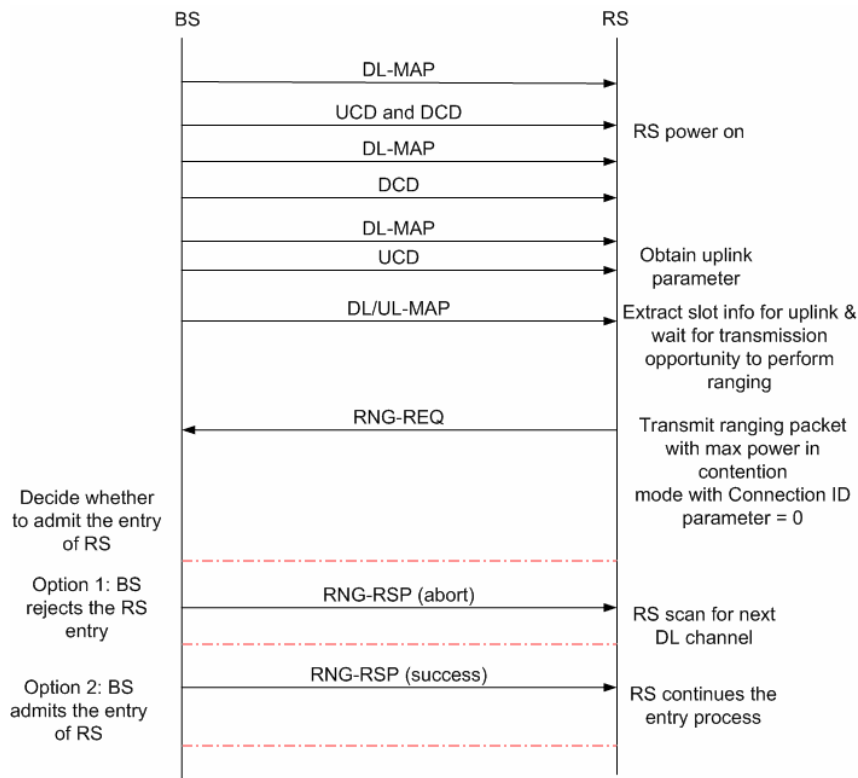 BS
RS
DL-MAP
UCD and DCD
RS power on
DL-MAP
DCD
DL-MAP
UCD
Obtain uplink
parameter
DL/UL-MAP
Extract slot info for uplink &
wait for transmission
opportunity to perform
ranging
RNG-REQ
Transmit ranging packet
with max power in
contention
mode with Connection ID
parameter = 0
Decide whether
to admit the entry
of RS
Option 1: BS
rejects the RS
entry
RNG-RSP (abort)
RS scan for next
DL channel
Option 2: BS
admits the entry
of RS
RNG-RSP (success)
RS continues the
entry process